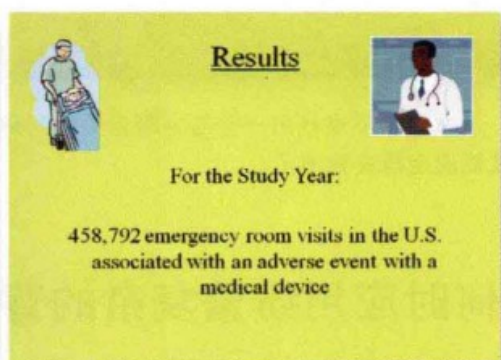 Results
For the Study Year:
458,792 emergency room visits in the U.S.
associated with an adverse event with a
medical device